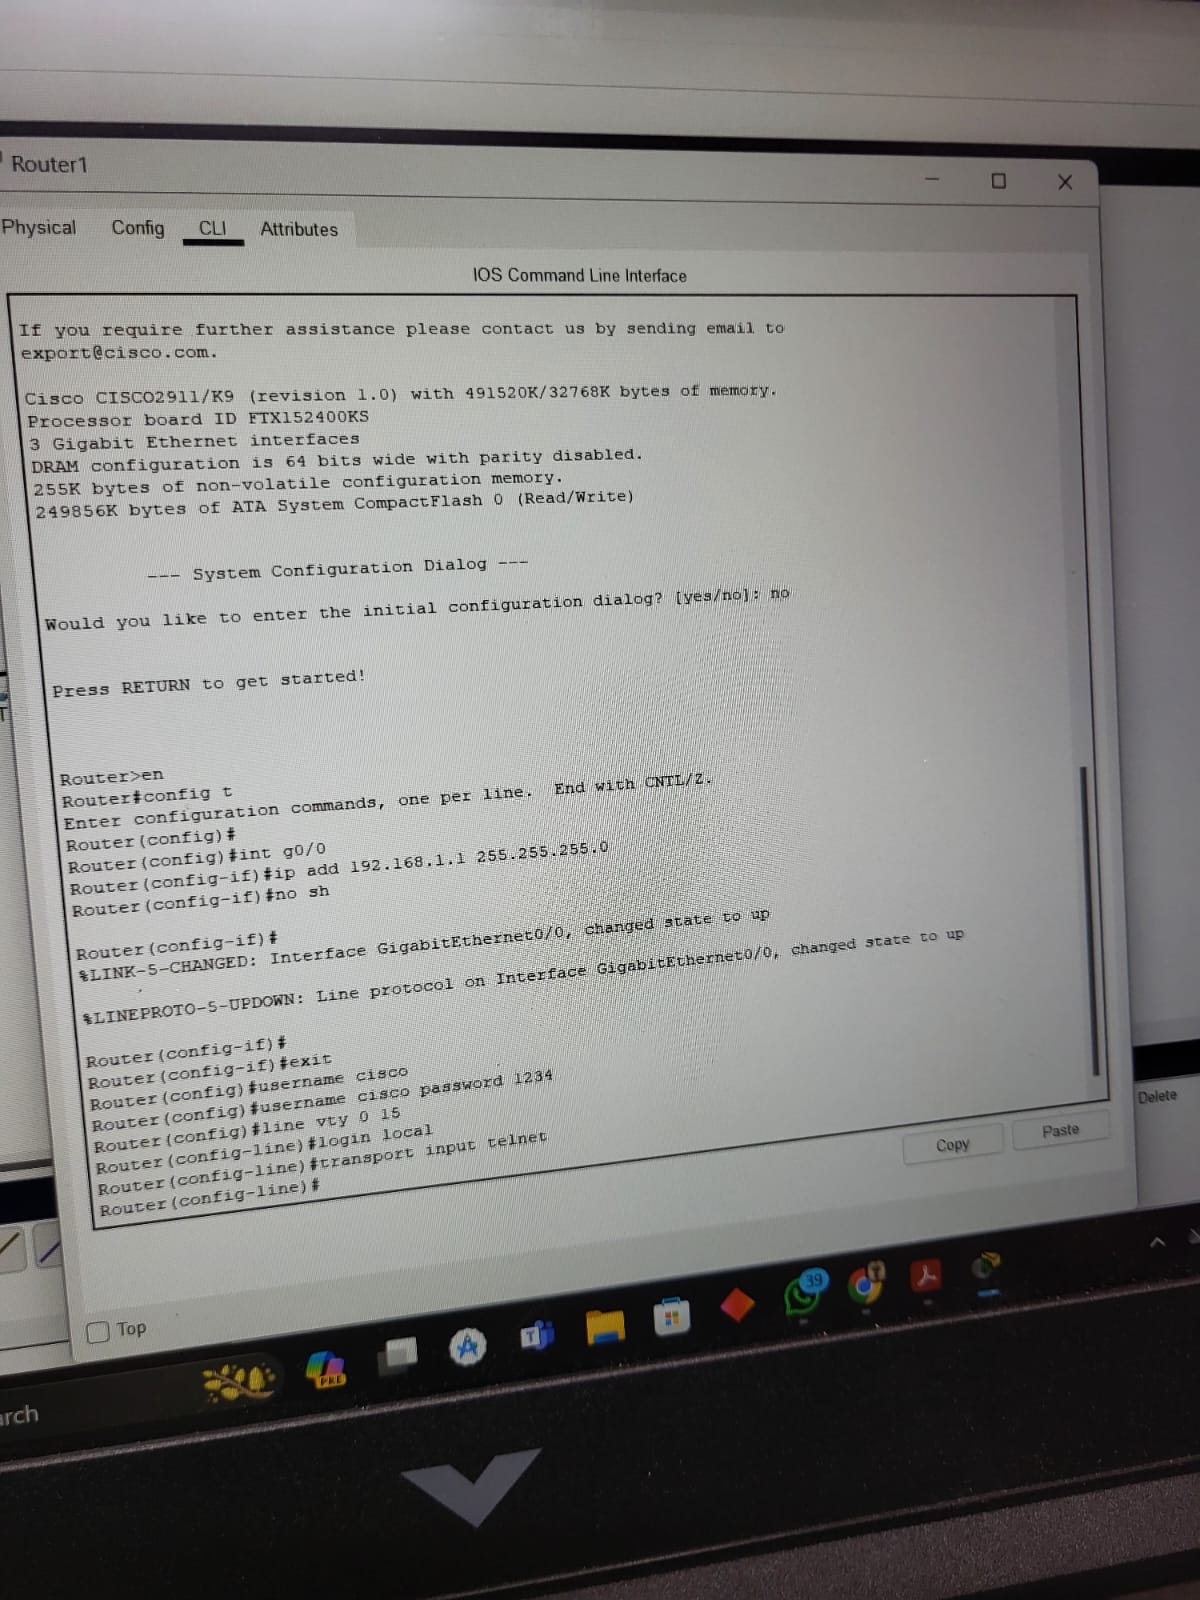 Router1
Physical Config CLI Attributes
IOS Command Line Interface
If you require further assistance please contact us by sending email to
export@cisco.com.
Cisco CISCO2911/K9 (revision 1.0) with 491520K/32768K bytes of memory.
Processor board ID FTX152400KS
3 Gigabit Ethernet interfaces
DRAM configuration is 64 bits wide with parity disabled.
255K bytes of non-volatile configuration memory.
249856K bytes of ATA System CompactFlash 0 (Read/Write)
--- System Configuration Dialog ---
Would you like to enter the initial configuration dialog? [yes/no]: no
Press RETURN to get started!
Router>en
Router#config t
Enter configuration commands, one per line. End with CNTL/Z.
Router(config)#
Router(config)#int g0/0
Router(config-if)#ip add 192.168.1.1 255.255.255.0
Router(config-if)#no sh
Router(config-if)#
%LINK-5-CHANGED: Interface GigabitEthernet0/0, changed state to up
%LINEPROTO-5-UPDOWN: Line protocol on Interface GigabitEthernet0/0, changed state to up
Router(config-if)#
Router(config-if)#exit
Router(config)#username cisco
Router(config)#username cisco password 1234
Router(config)#line vty 0 15
Router(config-line)#login local
Router(config-line)#transport input telnet
Router(config-line)#
Copy Paste
Delete
Top
39
PRE
T
arch